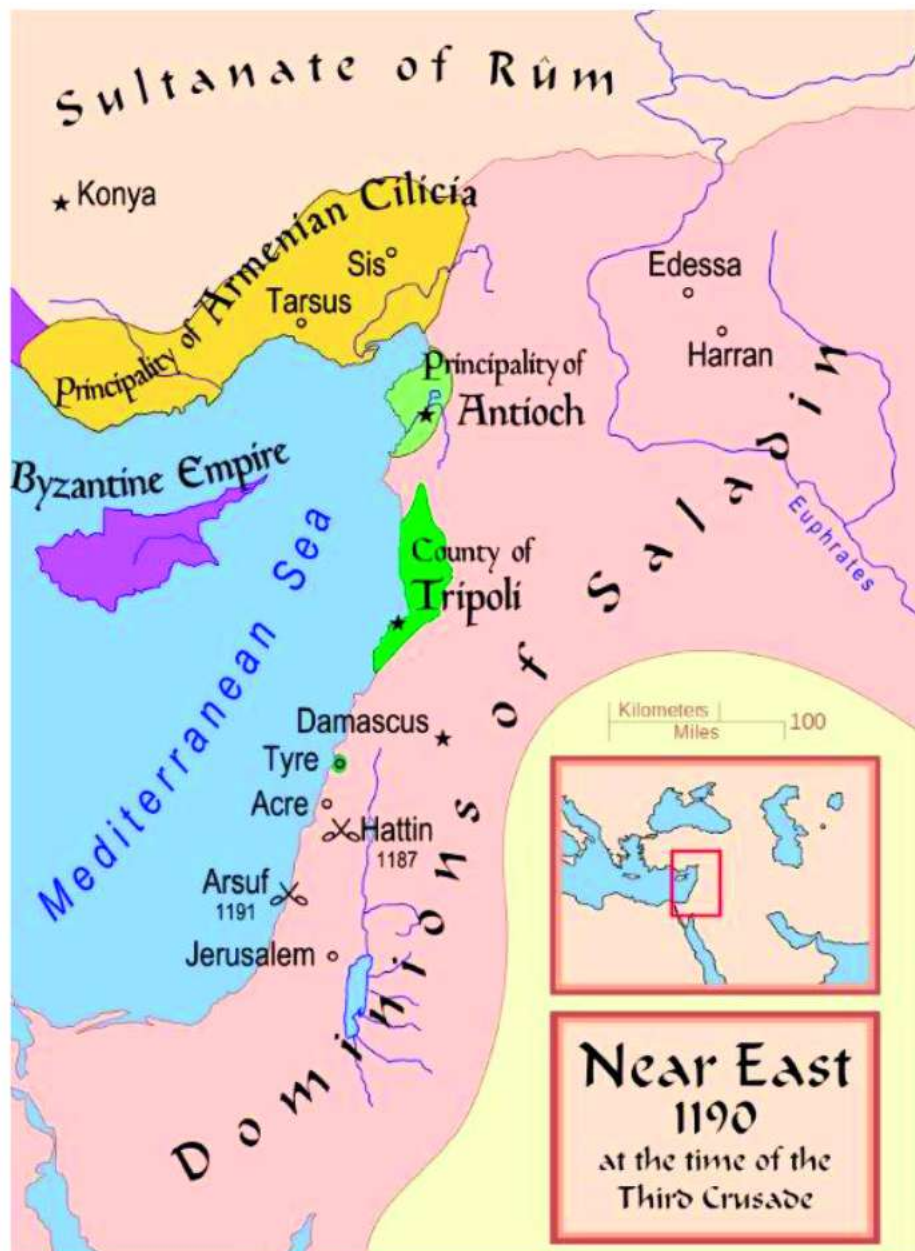 Sultanate of Rûm
Konya
Principality of Armenian Cilicia
Sis
Tarsus
Edessa
Harran
Principality of
Antioch
Byzantine Empire
Mediterranean Sea
County of
Tripoli
Euphrates
Dominions of Saladin
Damascus
Tyre
Acre
Hattin
1187
Arsuf
1191
Jerusalem
Kilometers
Miles
100
Near East
1190
at the time of the
Third Crusade